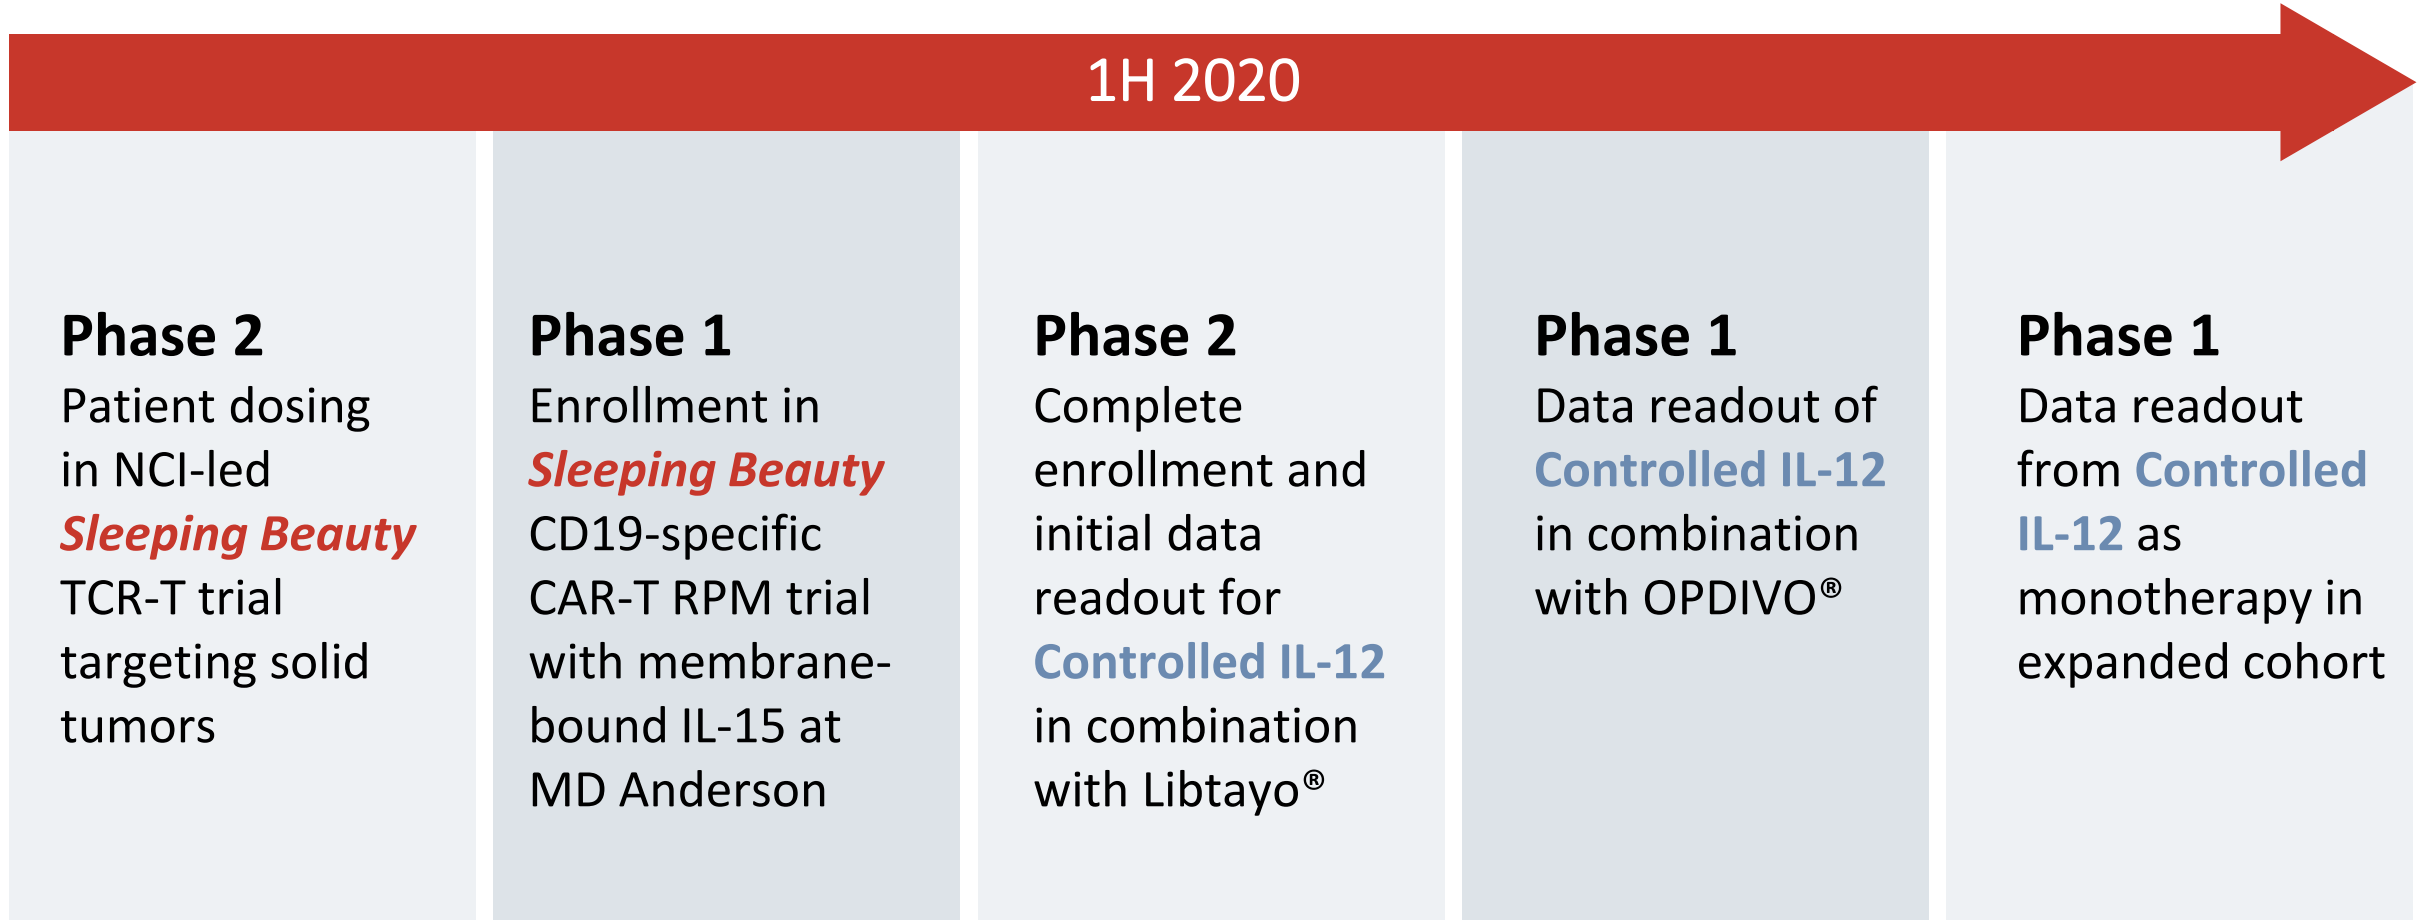 1H 2020
Phase 2
Patient dosing
in NCI-led
Sleeping Beauty
TCR-T trial
targeting solid
tumors
Phase 1
Enrollment in
Sleeping Beauty
CD19-specific
CAR-T RPM trial
with membrane-
bound IL-15 at
MD Anderson
Phase 2
Complete
enrollment and
initial data
readout for
Controlled IL-12
in combination
with Libtayo®
Phase 1
Data readout of
Controlled IL-12
in combination
with OPDIVO®
Phase 1
Data readout
from Controlled
IL-12 as
monotherapy in
expanded cohort